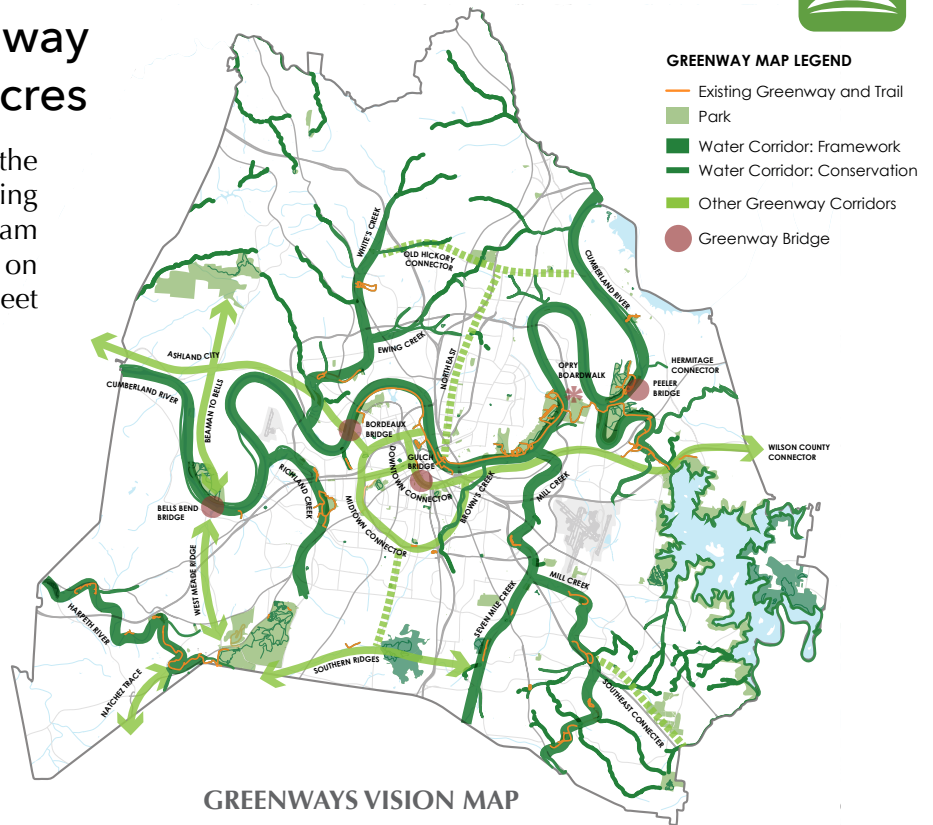 way
cres
the
ing
am
on
eet
GREENWAY MAP LEGEND
Existing Greenway and Trail
Park
Water Corridor: Framework
Water Corridor: Conservation
Other Greenway Corridors
Greenway Bridge
WHITE'S CREEK
OLD HICKORY
CONNECTOR
CUMBERLAND RIVER
EWING CREEK
NORTHEAST
ASHLAND CITY
CUMBERLAND RIVER
BEAMAN TO BELLS
OPRY
BOARDWALK
HERMITAGE
CONNECTOR
PEELER
BRIDGE
BORDEAUX
BRIDGE
GULCH
BRIDGE
DOWNTOWN CONNECTOR
WILSON COUNTY
CONNECTOR
RICHLAND CREEK
MIDTOWN CONNECTOR
BROWN'S CREEK
MILL CREEK
BELLS BEND
BRIDGE
WEST MEADE RIDGE
MILL CREEK
HARPETH RIVER
SEVEN MILE CREEK
NATCHEZ TRACE
SOUTHERN RIDGES
SOUTHEAST CONNECTER
GREENWAYS VISION MAP